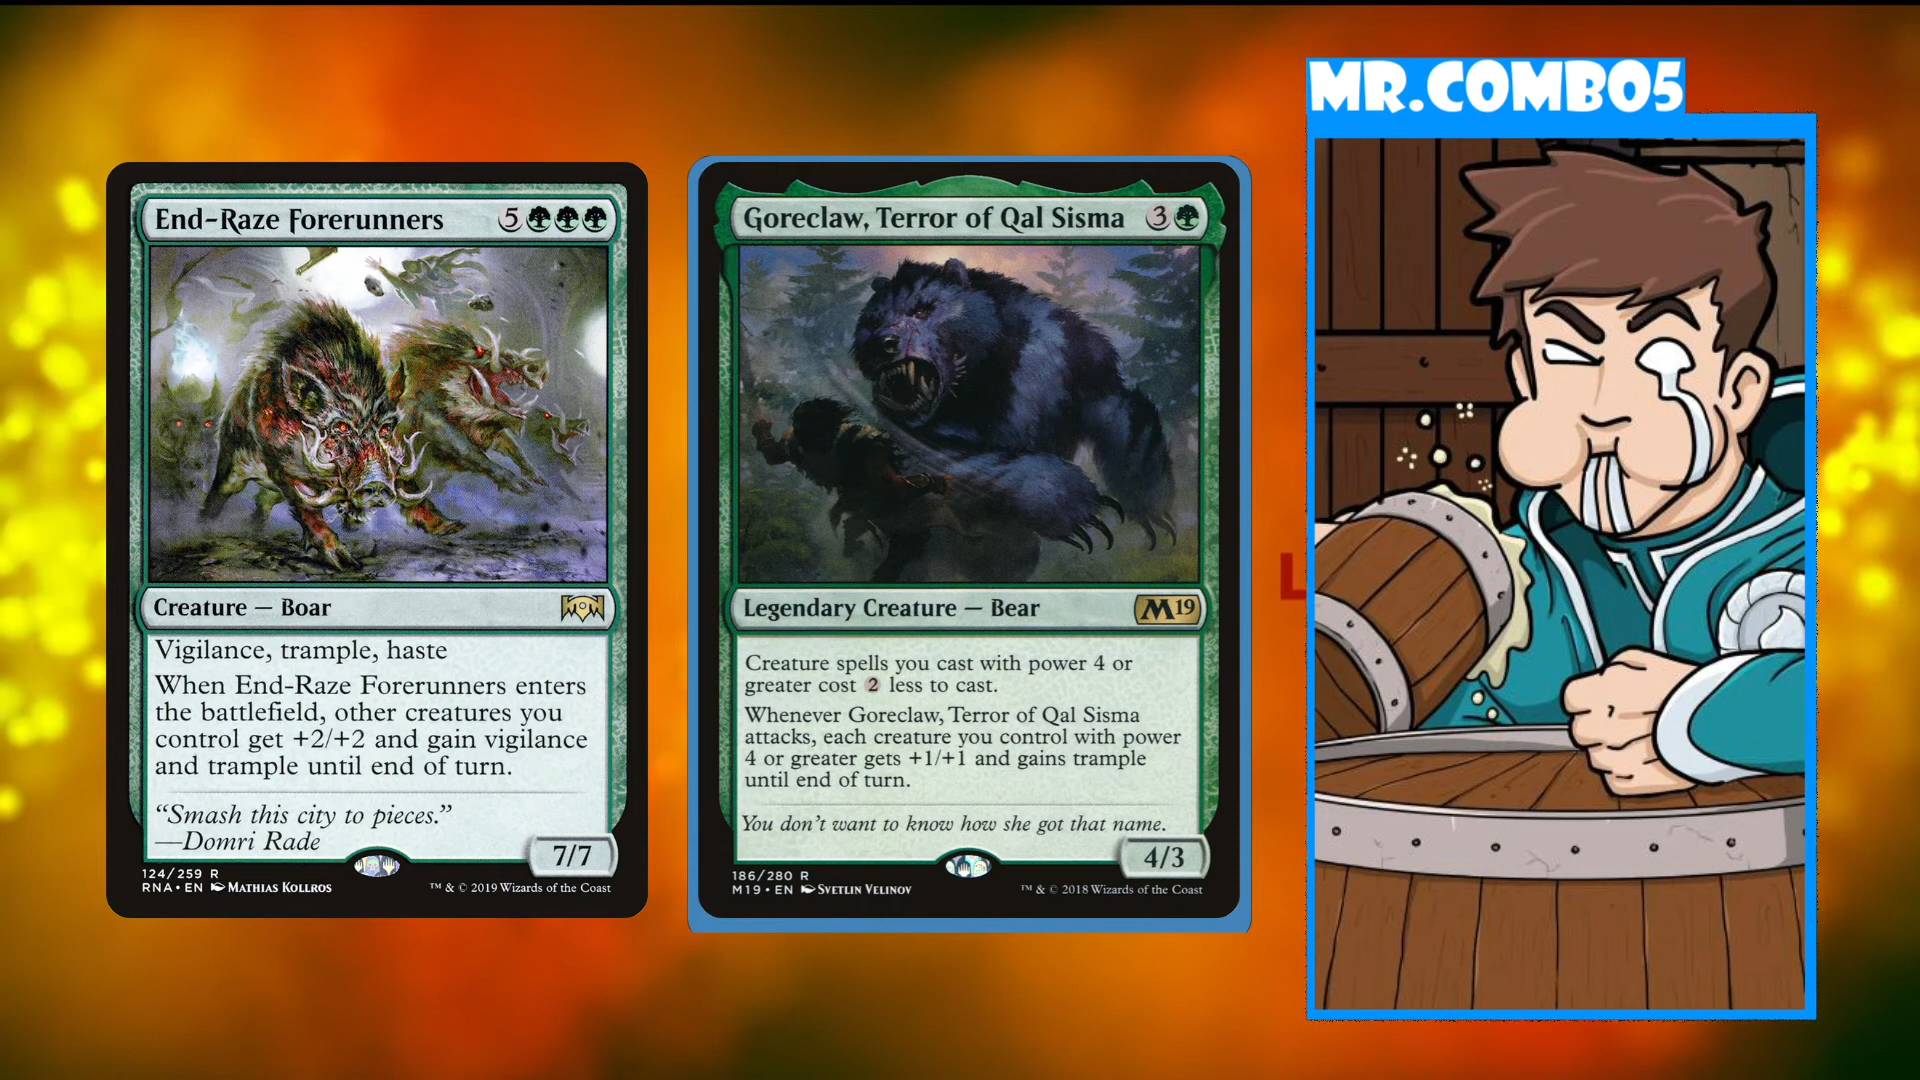 MR.COMBO5
End-Raze Forerunners 5
Creature — Boar
Vigilance, trample, haste
When End-Raze Forerunners enters
the battlefield, other creatures you
control get +2/+2 and gain vigilance
and trample until end of turn.
“Smash this city to pieces.”
—Domri Rade
7/7
124/259 R
RNA • EN MATHIAS KOLLROS
™ & © 2019 Wizards of the Coast
Goreclaw, Terror of Qal Sisma 3
Legendary Creature — Bear
M19
Creature spells you cast with power 4 or
greater cost 2 less to cast.
Whenever Goreclaw, Terror of Qal Sisma
attacks, each creature you control with power
4 or greater gets +1/+1 and gains trample
until end of turn.
You don’t want to know how she got that name.
4/3
186/280 R
M19 • EN SVETLIN VELINOV
™ & © 2018 Wizards of the Coast
L